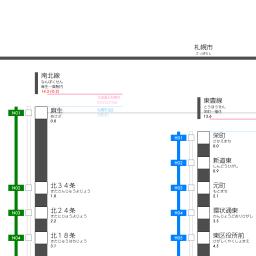 札幌市
さっぽろし
南北線
なんぼくせん
麻生－真駒内
14.3 (0.3)
東豊線
とうほうせん
栄町－福住
13.6
N01
麻生
あさぶ
0.0
H01
栄町
さかえまち
0.0
H02
新道東
しんどうひがし
0.9
N02
北３４条
きたさんじゅうよじょう
1.0
H03
元町
もとまち
2.1
N03
北２４条
きたにじゅうよじょう
2.2
H04
環状通東
かんじょうどおりひがし
3.5
N04
北１８条
きたじゅうはちじょう
3.1
H05
東区役所前
ひがしくやくしょまえ
4.5